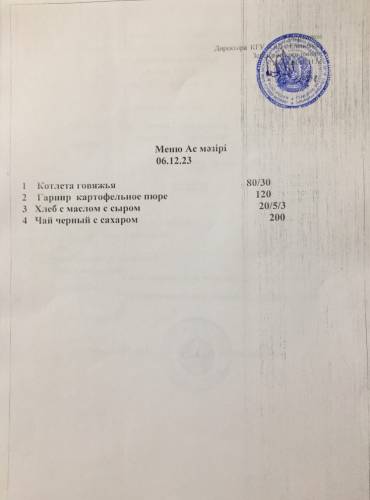 Директора КГУ
Меню Ас мәзірі
06.12.23
1 Котлета говяжья 80/30
2 Гарнир картофельное пюре 120
3 Хлеб с маслом с сыром 20/5/3
4 Чай черный с сахаром 200